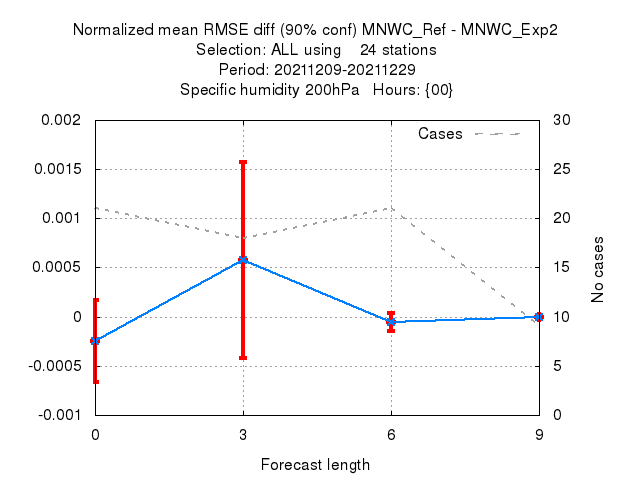 Normalized mean RMSE diff (90% conf) MNWC_Ref - MNWC_Exp2
Selection: ALL using    24 stations
Period: 20211209-20211229
Specific humidity 200hPa   Hours: {00}
0.002
0.0015
0.001
0.0005
0
-0.0005
-0.001
30
25
20
15
10
5
0
Cases
No cases
0
3
6
9
Forecast length